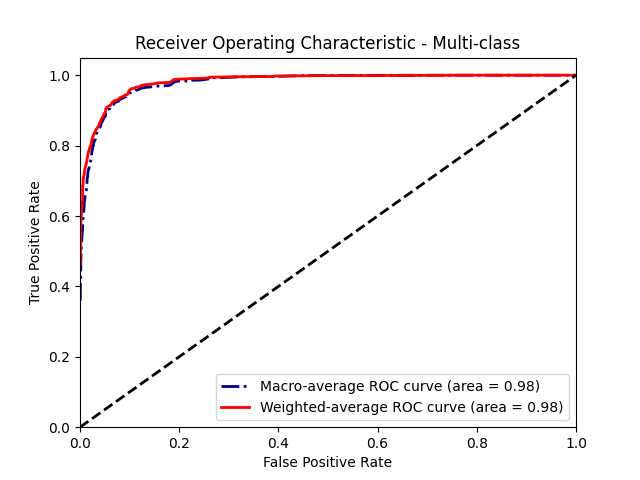 Receiver Operating Characteristic - Multi-class
1.0
0.8
0.6
0.4
0.2
0.0
True Positive Rate
Macro-average ROC curve (area = 0.98)
Weighted-average ROC curve (area = 0.98)
0.0 0.2 0.4 0.6 0.8 1.0
False Positive Rate